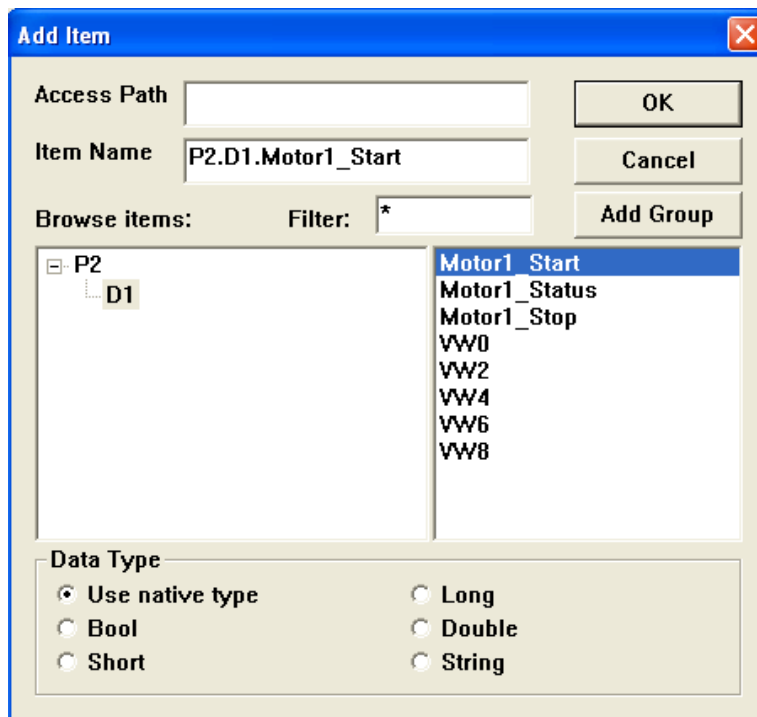 Add Item
Access Path
OK
Item Name P2.D1.Motor1_Start
Cancel
Browse items: Filter: *
Add Group
P2
D1
Motor1_Start
Motor1_Status
Motor1_Stop
VW0
VW2
VW4
VW6
VW8
Data Type
Use native type Long
Bool Double
Short String